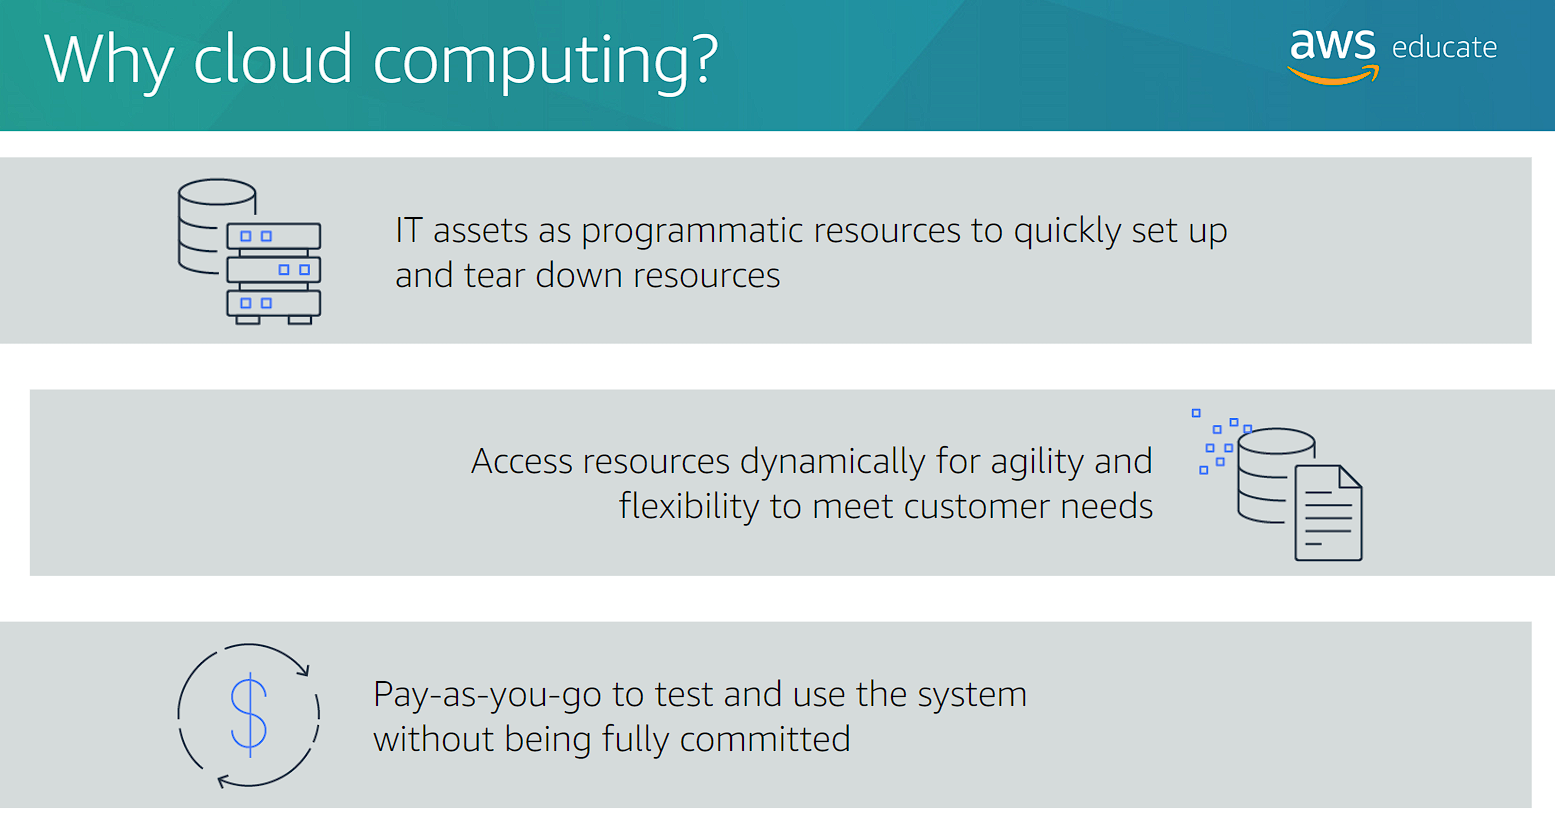 Why cloud computing?
aws educate
IT assets as programmatic resources to quickly set up
and tear down resources
Access resources dynamically for agility and
flexibility to meet customer needs
$
Pay-as-you-go to test and use the system
without being fully committed